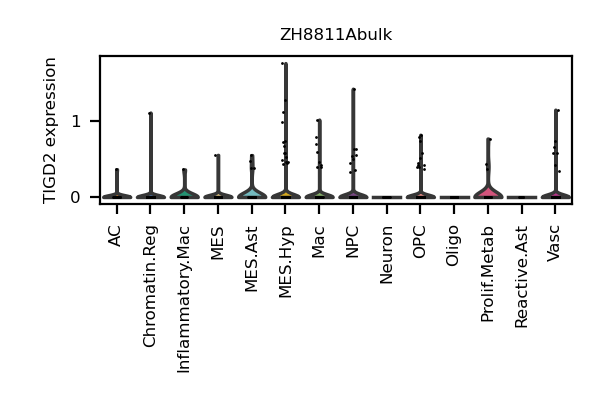 ZH8811Abulk
TIGD2 expression
1
0
AC
Chromatin.Reg
Inflammatory.Mac
MES
MES.Ast
MES.Hyp
Mac
NPC
Neuron
OPC
Oligo
Prolif.Metab
Reactive.Ast
Vasc